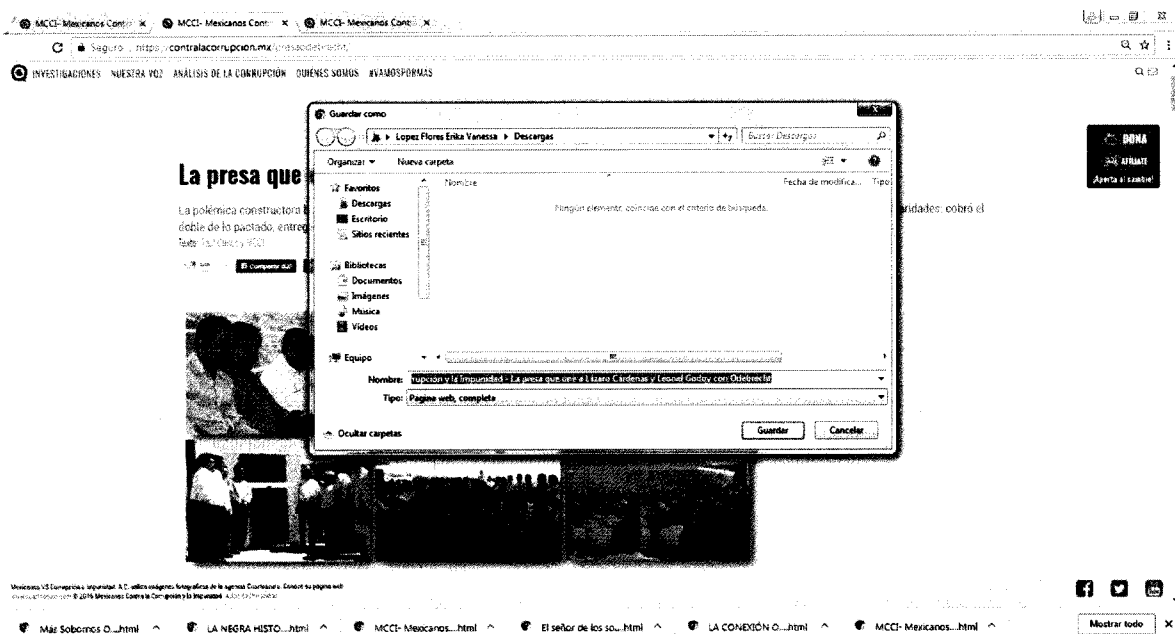 MCCI- Mexicanos Contr × MCCI- Mexicanos Cont × MCCI- Mexicanos Cont ×
Seguro https contralacorrupcion.mx
INVESTIGACIONES NUESTRA VOZ ANÁLISIS DE LA CORRUPCIÓN QUIÉNES SOMOS #VAMOSPORMAS
DONA
AFILIATE
¡Aporta al cambio!
La presa que
La polémica constructora
doble de lo pactado, entreg
cobró el
Compartir
Guardar como
Lopez Flores Erika Vanessa ▸ Descargas
Buscar Descargas
Organizar Nueva carpeta
Nombre Fecha de modifica... Tipo
Ningún elemento coincide con el criterio de búsqueda.
Favoritos
Descargas
Escritorio
Sitios recientes
Bibliotecas
Documentos
Imágenes
Música
Vídeos
Equipo
Nombre: rupción y la Impunidad - La presa que une a Lázaro Cárdenas y Leonel Godoy con Odebrecht
Tipo: Página web, completa
Ocultar carpetas
Guardar Cancelar
Más Sobornos O....html LA NEGRA HISTO....html MCCI- Mexicanos....html El señor de los so....html LA CONEXIÓN O....html MCCI- Mexicanos....html Mostrar todo ×